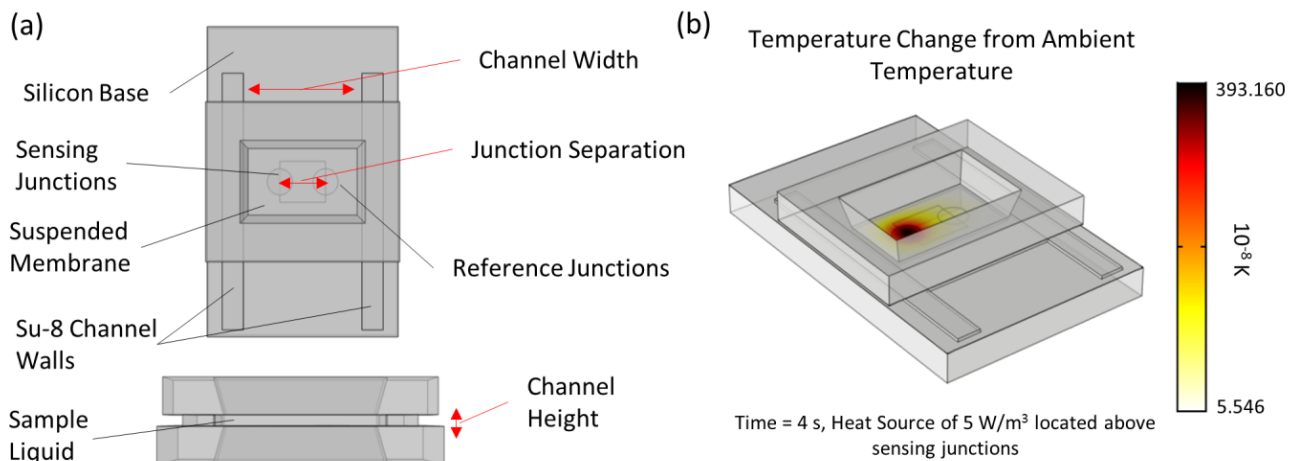 (a)
Channel Width
Silicon Base
Sensing
Junctions
Junction Separation
Suspended
Membrane
Reference Junctions
Su-8 Channel
Walls
Channel
Height
Sample
Liquid
(b)
Temperature Change from Ambient
Temperature
393.160
10⁻⁸ K
5.546
Time = 4 s, Heat Source of 5 W/m³ located above
sensing junctions